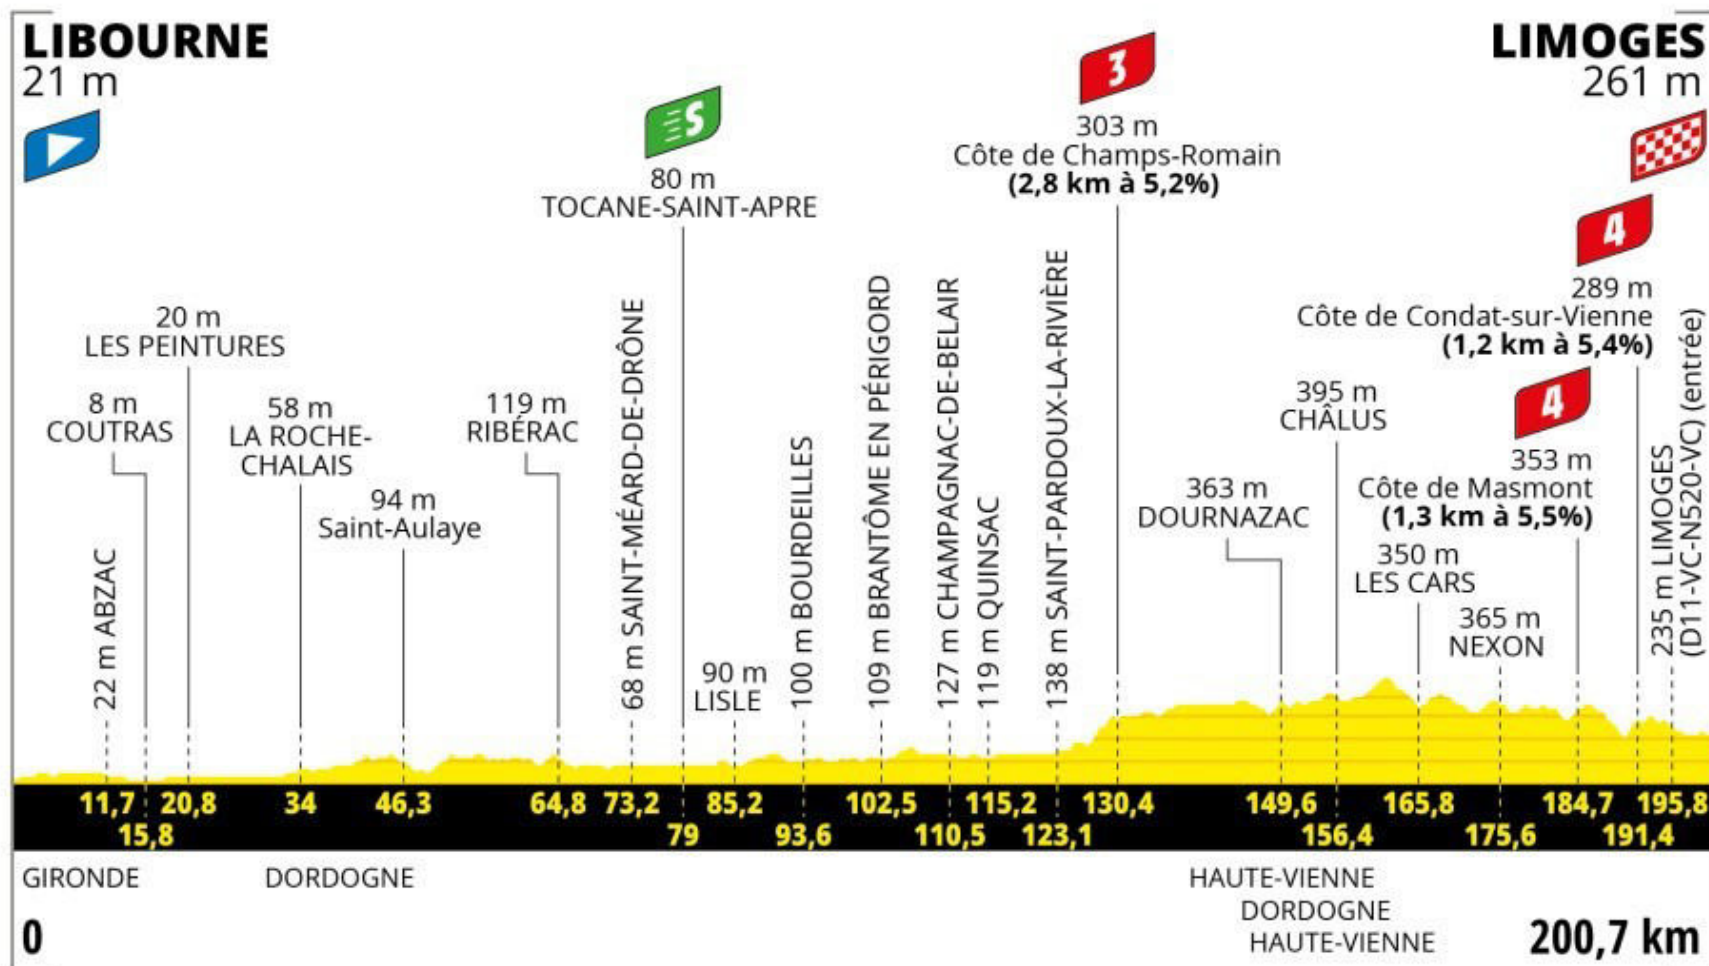 LIBOURNE
21 m
LIMOGES
261 m
3
303 m
Côte de Champs-Romain
(2,8 km à 5,2%)
S
80 m
TOCANE-SAINT-APRE
4
289 m
Côte de Condat-sur-Vienne
(1,2 km à 5,4%)
20 m
LES PEINTURES
8 m
COUTRAS
58 m
LA ROCHE-
CHALAIS
94 m
Saint-Aulaye
119 m
RIBÉRAC
22 m ABZAC
68 m SAINT-MÉARD-DE-DRÔNE
90 m
LISLE
100 m BOURDEILLES
109 m BRANTÔME EN PÉRIGORD
127 m CHAMPAGNAC-DE-BELAIR
119 m QUINSAC
138 m SAINT-PARDOUX-LA-RIVIÈRE
363 m
DOURNAZAC
395 m
CHÂLUS
4
353 m
Côte de Masmont
(1,3 km à 5,5%)
350 m
LES CARS
365 m
NEXON
235 m LIMOGES
(D11-VC-N520-VC) (entrée)
11,7 20,8 34 46,3 64,8 73,2 85,2 102,5 115,2 130,4 149,6 165,8 184,7 195,8
15,8 79 93,6 110,5 123,1 156,4 175,6 191,4
GIRONDE DORDOGNE HAUTE-VIENNE
DORDOGNE
HAUTE-VIENNE
0 200,7 km